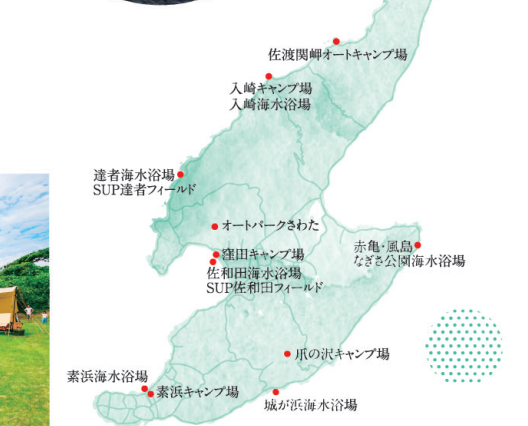 佐渡関岬オートキャンプ場
入崎キャンプ場
入崎海水浴場
達者海水浴場
SUP達者フィールド
オートパークさわた
窪田キャンプ場
佐和田海水浴場
SUP佐和田フィールド
赤亀・風島
なぎさ公園海水浴場
爪の沢キャンプ場
素浜海水浴場
素浜キャンプ場
城が浜海水浴場